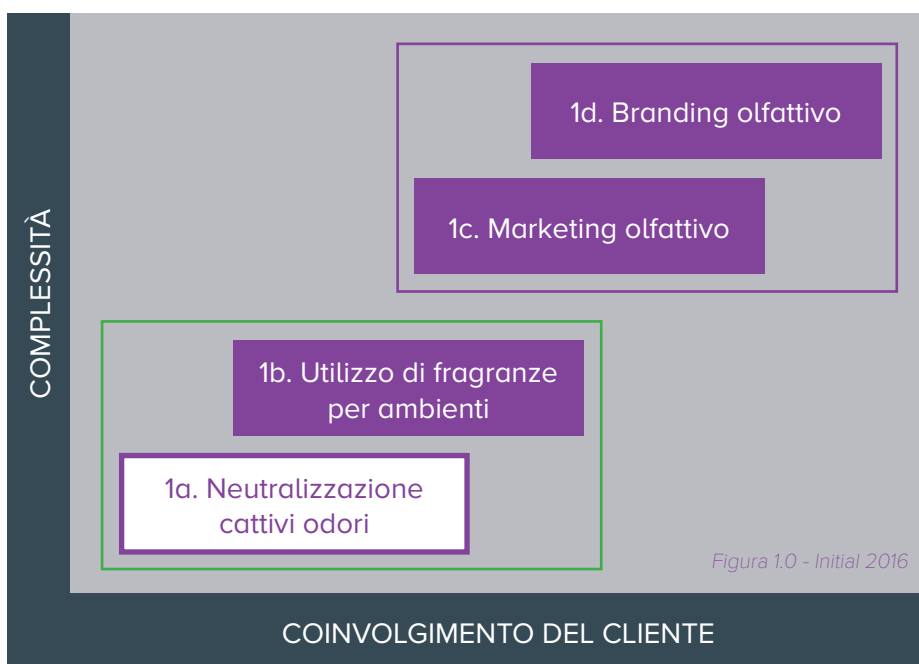 COMPLESSITÀ
1d. Branding olfattivo
1c. Marketing olfattivo
1b. Utilizzo di fragranze
per ambienti
1a. Neutralizzazione
cattivi odori
Figura 1.0 - Initial 2016
COINVOLGIMENTO DEL CLIENTE